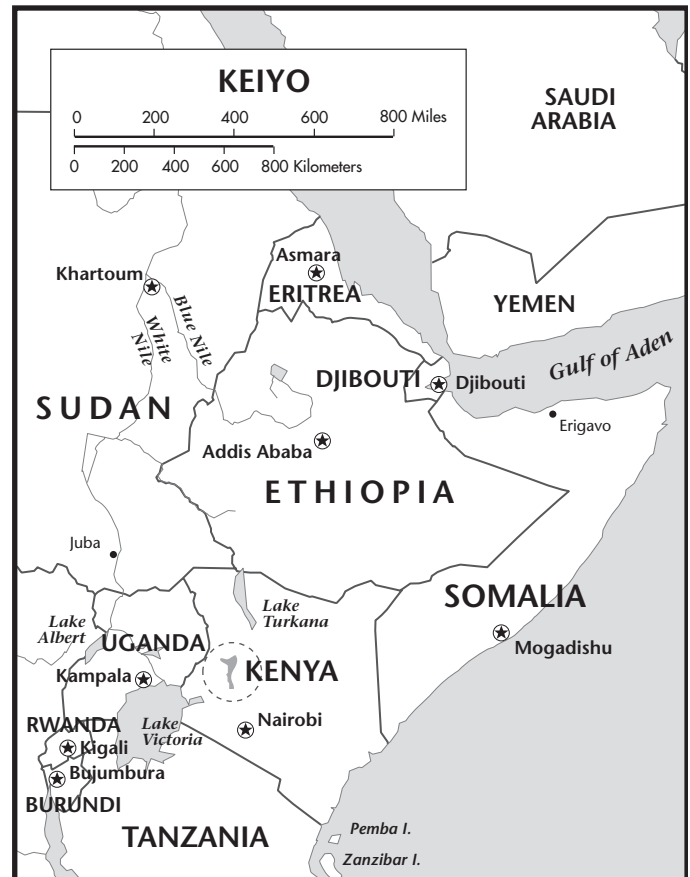 KEIYO
0 200 400 600 800 Miles
0 200 400 600 800 Kilometers
SAUDI
ARABIA
Asmara
Khartoum
ERITREA
YEMEN
Blue Nile
White
Nile
Gulf of Aden
DJIBOUTI
Djibouti
SUDAN
Erigavo
Addis Ababa
ETHIOPIA
Juba
SOMALIA
Lake
Turkana
Lake
Albert
UGANDA
Mogadishu
KENYA
Kampala
RWANDA
Lake
Victoria
Nairobi
Kigali
Bujumbura
BURUNDI
TANZANIA
Pemba I.
Zanzibar I.